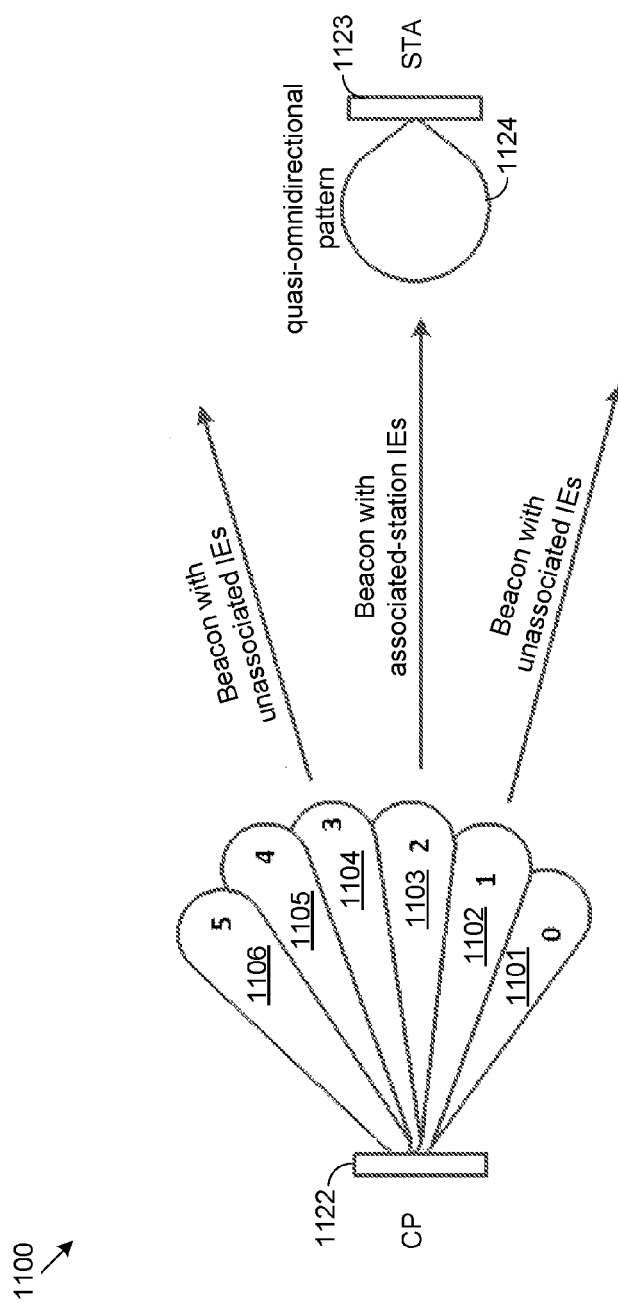 1100
CP
1122
5
1106
4
1105
3
1104
2
1103
1
1102
0
1101
Beacon with
unassociated IEs
Beacon with
associated-station IEs
Beacon with
unassociated IEs
quasi-omnidirectional
pattern
1124
1123
STA